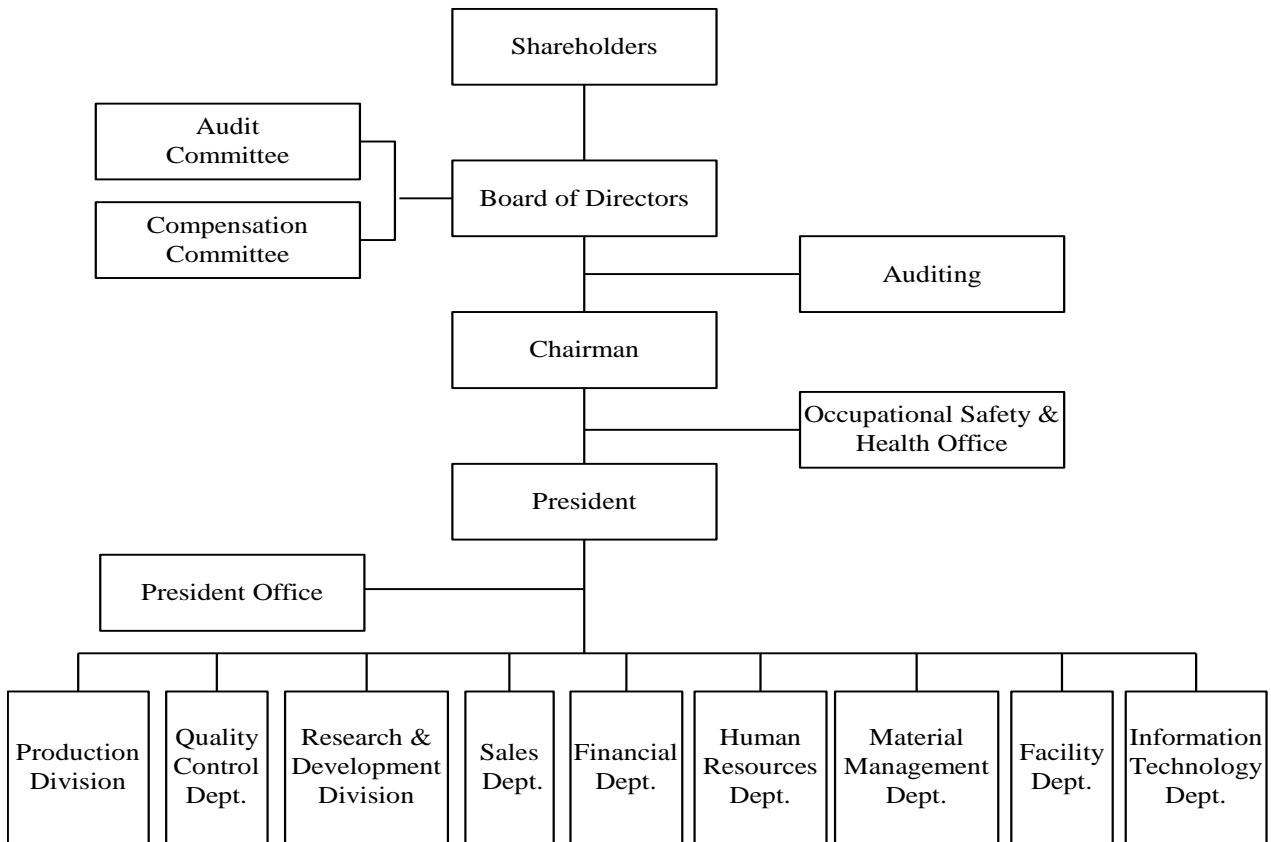 Shareholders
Audit
Committee
Board of Directors
Compensation
Committee
Auditing
Chairman
Occupational Safety &
Health Office
President
President Office
Production
Division
Quality
Control
Dept.
Research &
Development
Division
Sales
Dept.
Financial
Dept.
Human
Resources
Dept.
Material
Management
Dept.
Facility
Dept.
Information
Technology
Dept.